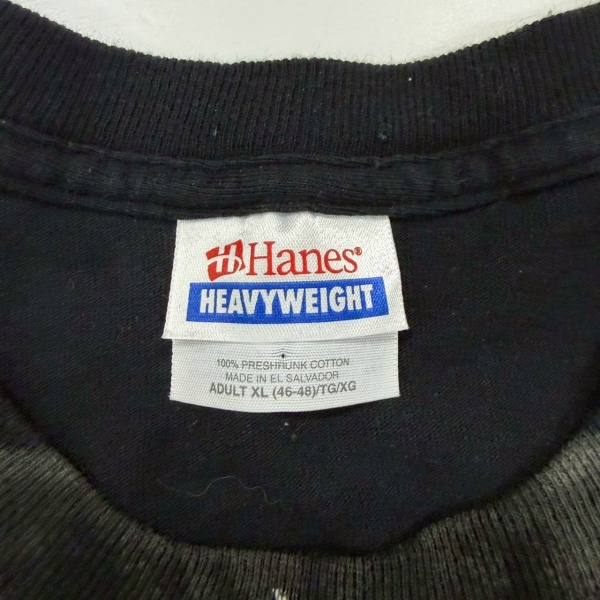 Hanes®
HEAVYWEIGHT
100% PRESHRUNK COTTON
MADE IN EL SALVADOR
ADULT XL (46-48)/TG/XG